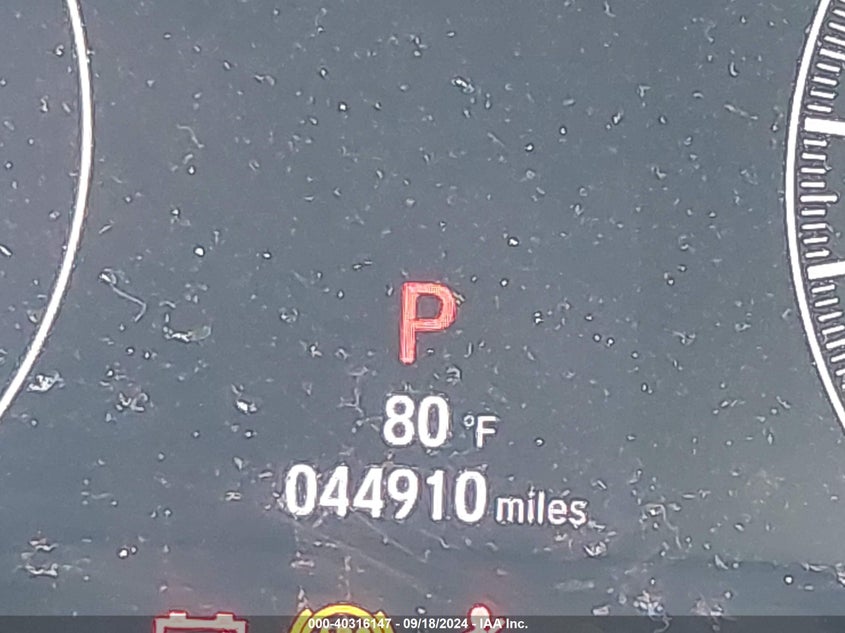 P
80 °F
044910 miles
000-40316147 - 09/18/2024 - IAA Inc.